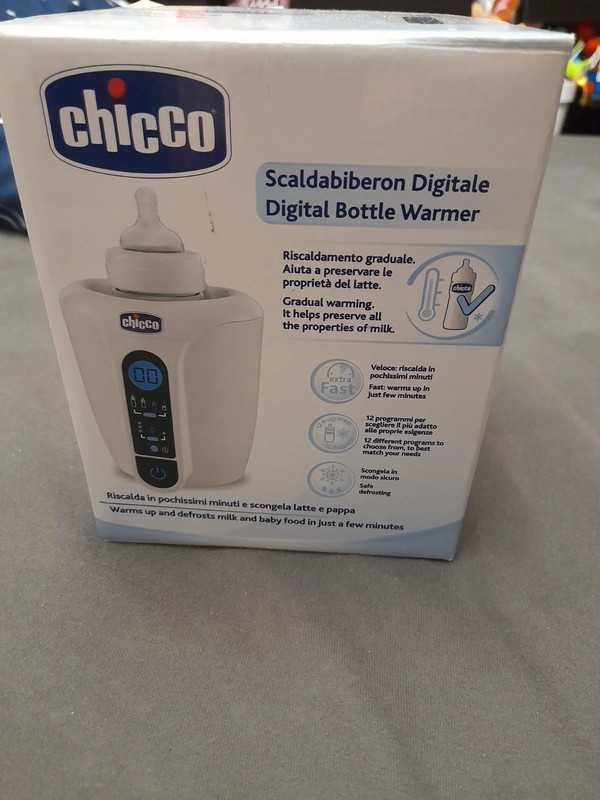 chicco
Scaldabiberon Digitale
Digital Bottle Warmer
Riscaldamento graduale.
Aiuta a preservare le
proprietà del latte.
Gradual warming.
It helps preserve all
the properties of milk.
chicco
*
chicco
00
extra
Fast
Veloce: riscalda in
pochissimi minuti
Fast: warms up in
just few minutes
12 programmi per
scegliere il più adatto
alle proprie esigenze
12 different programs to
choose from, to best
match your needs
Scongela in
modo sicuro
Safe
defrosting
Riscalda in pochissimi minuti e scongela latte e pappa
Warms up and defrosts milk and baby food in just a few minutes